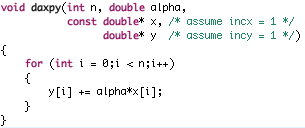 void daxpy(int n, double alpha,
const double* x, /* assume incx = 1 */
double* y /* assume incy = 1 */)
{
for (int i = 0;i < n;i++)
{
y[i] += alpha*x[i];
}
}